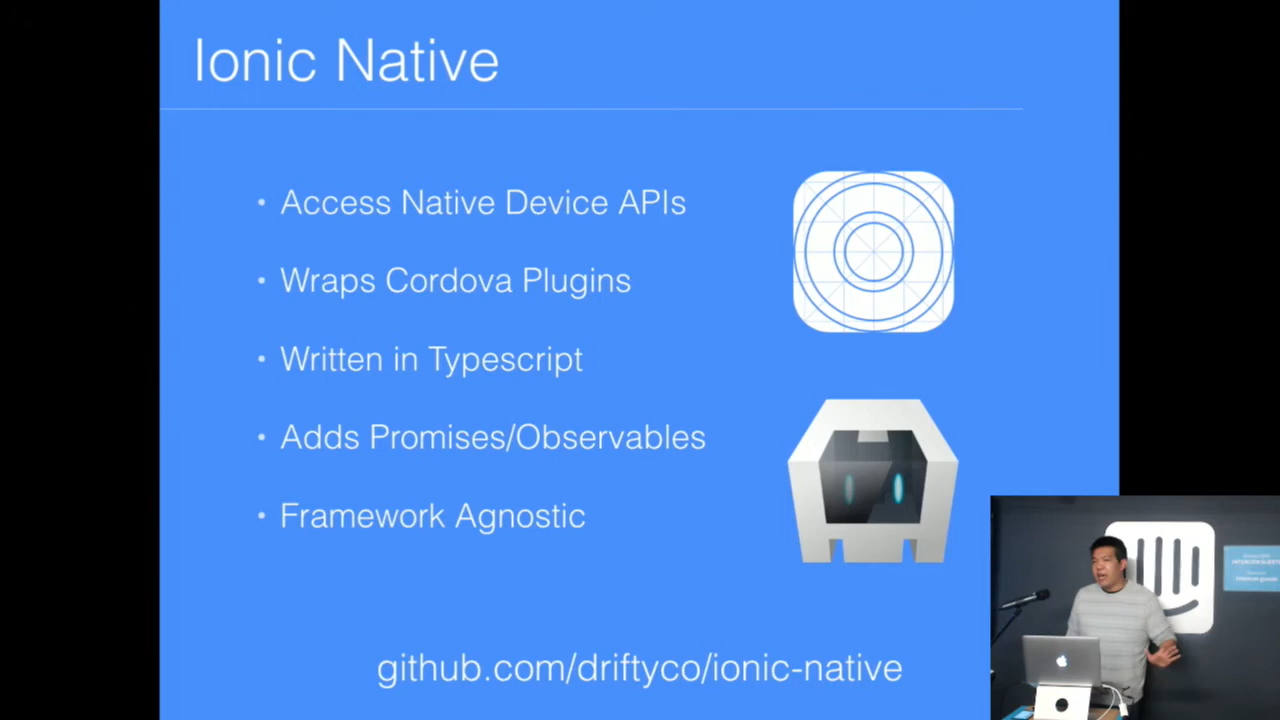 Ionic Native
• Access Native Device APIs
• Wraps Cordova Plugins
• Written in Typescript
• Adds Promises/Observables
• Framework Agnostic
github.com/driftyco/ionic-native